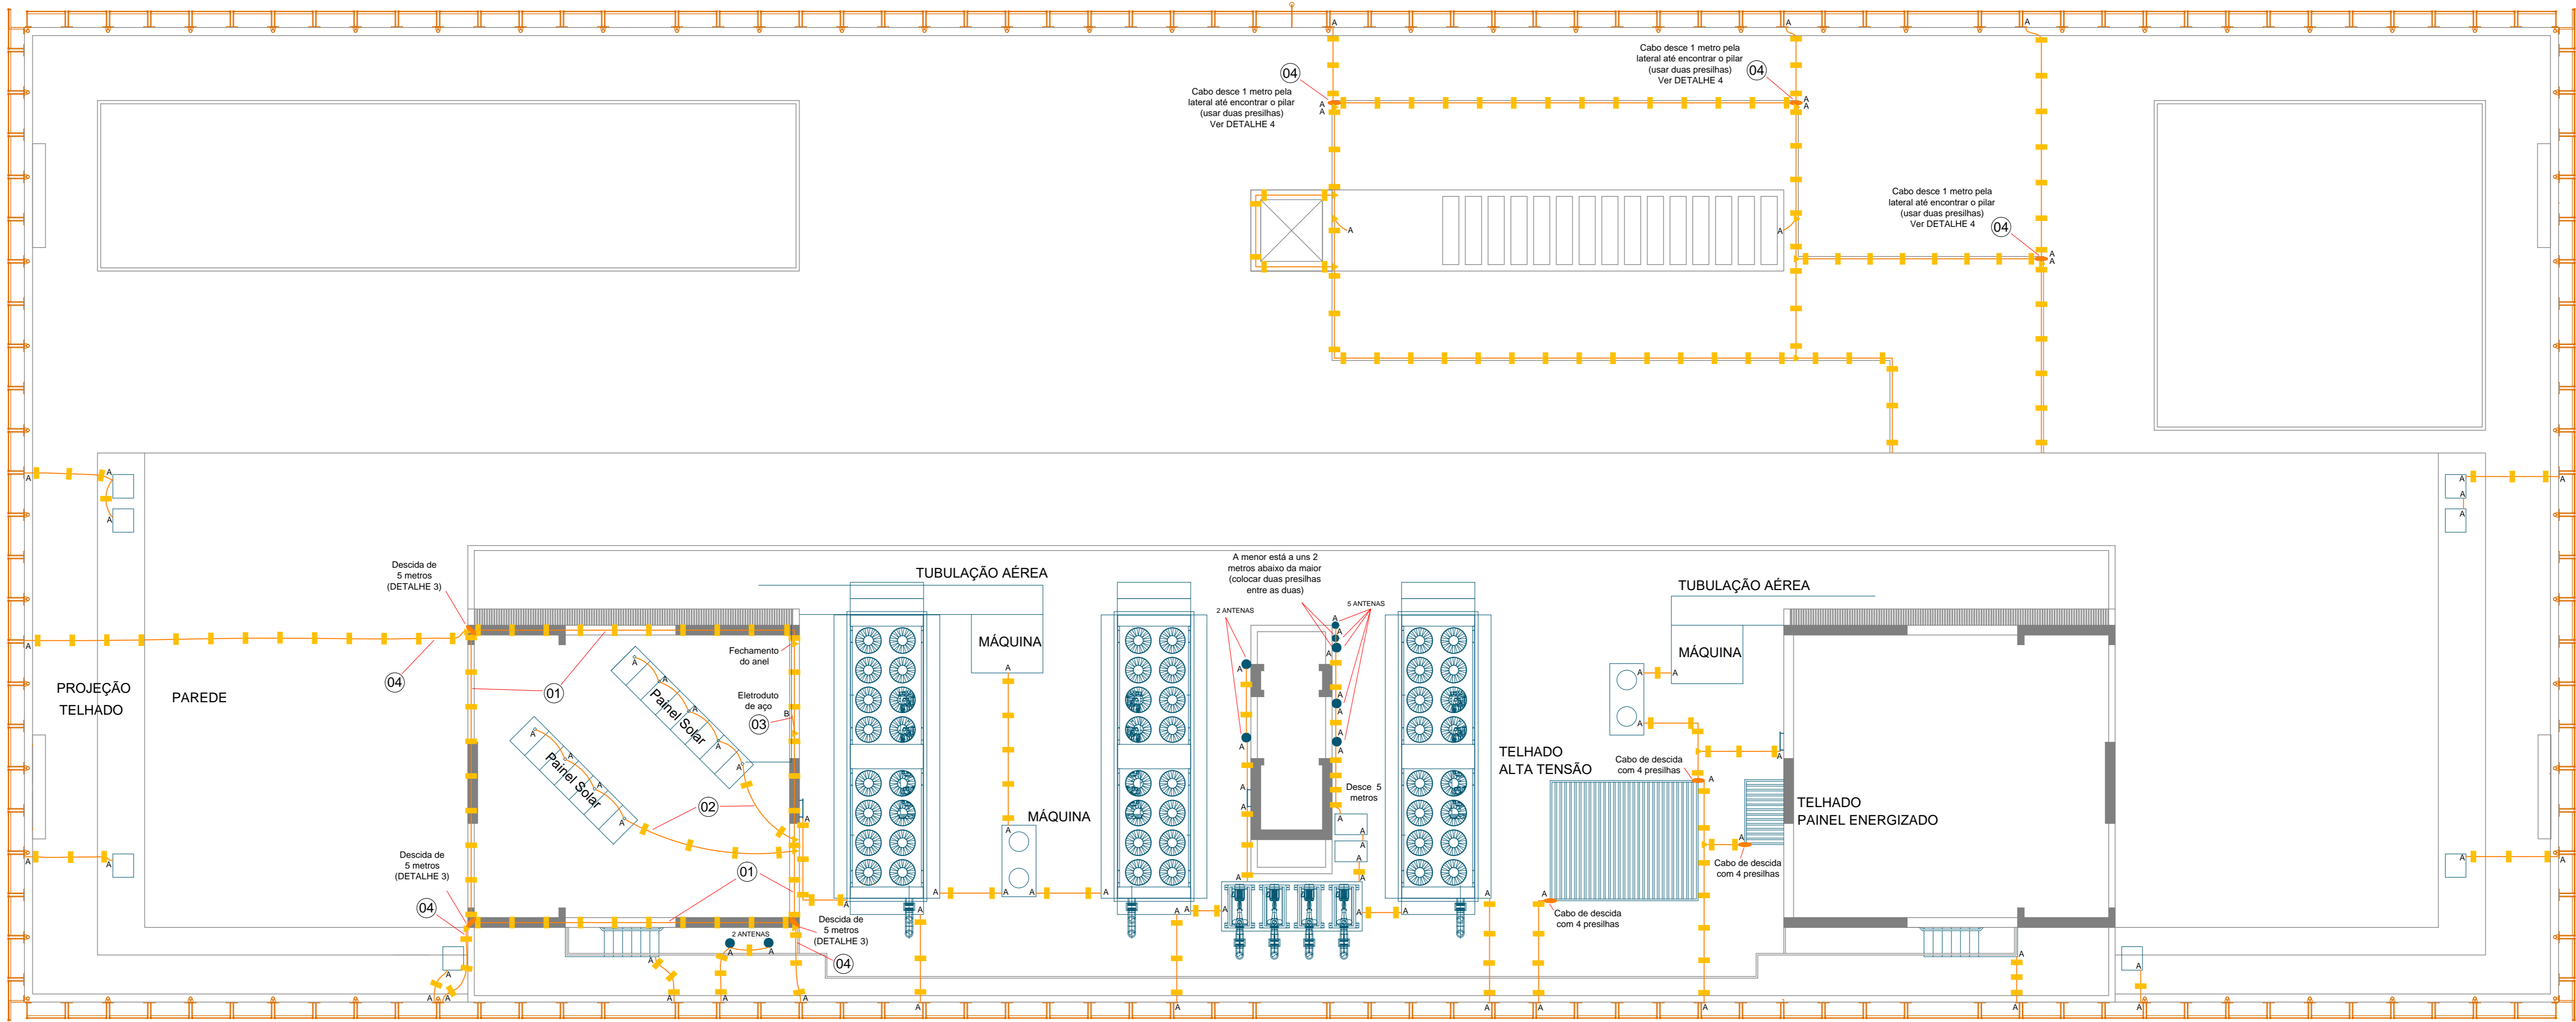 A
A
A
04
Cabo desce 1 metro pela
lateral até encontrar o pilar
(usar duas presilhas)
Ver DETALHE 4
A
A
Cabo desce 1 metro pela
lateral até encontrar o pilar
(usar duas presilhas)
Ver DETALHE 4
04
A
A
Cabo desce 1 metro pela
lateral até encontrar o pilar
(usar duas presilhas)
Ver DETALHE 4
04
A
A
A
A
A
A
A
A
A
A
A
Descida de
5 metros
(DETALHE 3)
A
04
PROJEÇÃO
TELHADO
PAREDE
01
Fechamento
do anel
Eletroduto
de aço
B
03
A
A
A
A
A
Painel Solar
A
A
A
A
Painel Solar
02
01
A
A
A
Descida de
5 metros
(DETALHE 3)
04
A
A
A
2 ANTENAS
A
A
A
A
A
Descida de
5 metros
(DETALHE 3)
04
A
A
TUBULAÇÃO AÉREA
MÁQUINA
A
A
MÁQUINA
A
A
A
A
A
A
A
A menor está a uns 2
metros abaixo da maior
(colocar duas presilhas
entre as duas)
2 ANTENAS
5 ANTENAS
A
A
A
A
A
A
A
A
A
A
A
Desce 5
metros
A
A
A
A
A
A
A
A
A
A
A
TUBULAÇÃO AÉREA
MÁQUINA
A
A
A
TELHADO
ALTA TENSÃO
Cabo de descida
com 4 presilhas
A
A
A
Cabo de descida
com 4 presilhas
A
Cabo de descida
com 4 presilhas
A
A
A
TELHADO
PAINEL ENERGIZADO
A
A
A
A
A
A
A
A
A
A